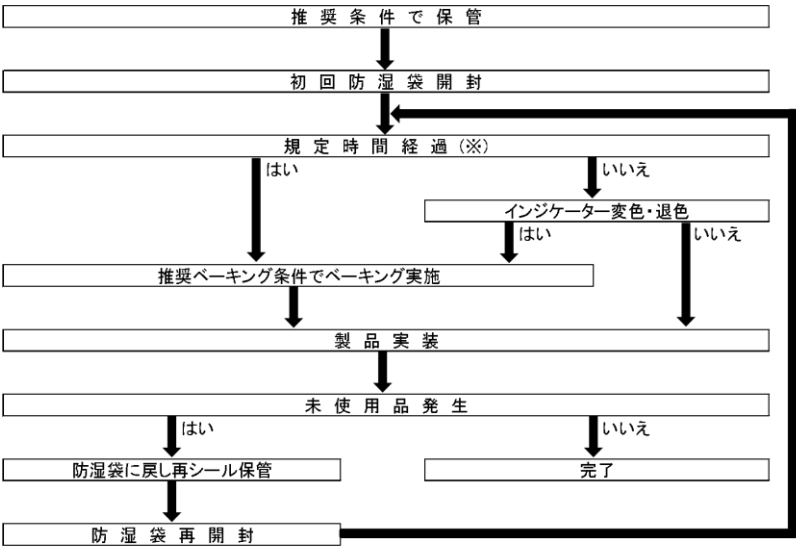 推奨条件で保管
初回防湿袋開封
規定時間経過(※)
はい
いいえ
インジケーター変色・退色
はい
いいえ
推奨ベーキング条件でベーキング実施
製品実装
未使用品発生
はい
いいえ
防湿袋に戻し再シール保管
完了
防湿袋再開封